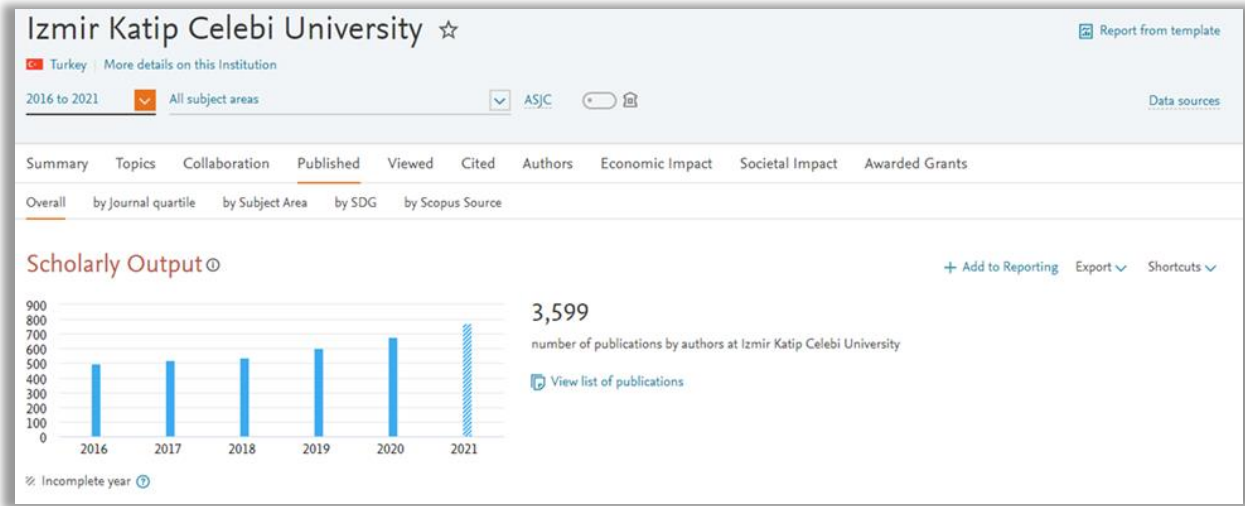 Izmir Katip Celebi University
Report from template
Turkey More details on this Institution
2016 to 2021 All subject areas ASJC Data sources
Summary Topics Collaboration Published Viewed Cited Authors Economic Impact Societal Impact Awarded Grants
Overall by Journal quartile by Subject Area by SDG by Scopus Source
Scholarly Output
+ Add to Reporting Export Shortcuts
900
800
700
600
500
400
300
200
100
0
2016 2017 2018 2019 2020 2021
Incomplete year
3,599
number of publications by authors at Izmir Katip Celebi University
View list of publications